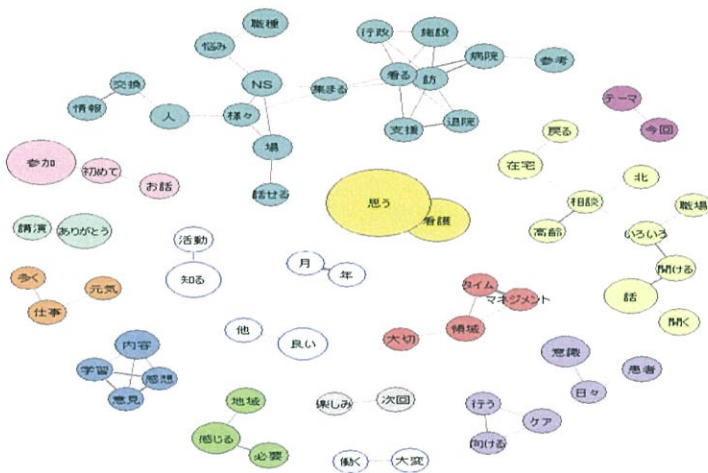 職種
悩み
行政
施設
病院
参考
NS
看る
訪
集まる
交換
情報
人
様々
支援
退院
テーマ
今回
場
戻る
参加
初めて
お話
在宅
北
話せる
思う
看護
相談
職場
高齢
いろいろ
講演
ありがとう
活動
聞ける
知る
月
年
多く
元気
仕事
タイム
マネジメント
話
聞く
大切
領域
他
良い
内容
学習
感想
意見
意識
患者
日々
地域
楽しみ
次回
行う
ケア
向ける
感じる
必要
働く
大変